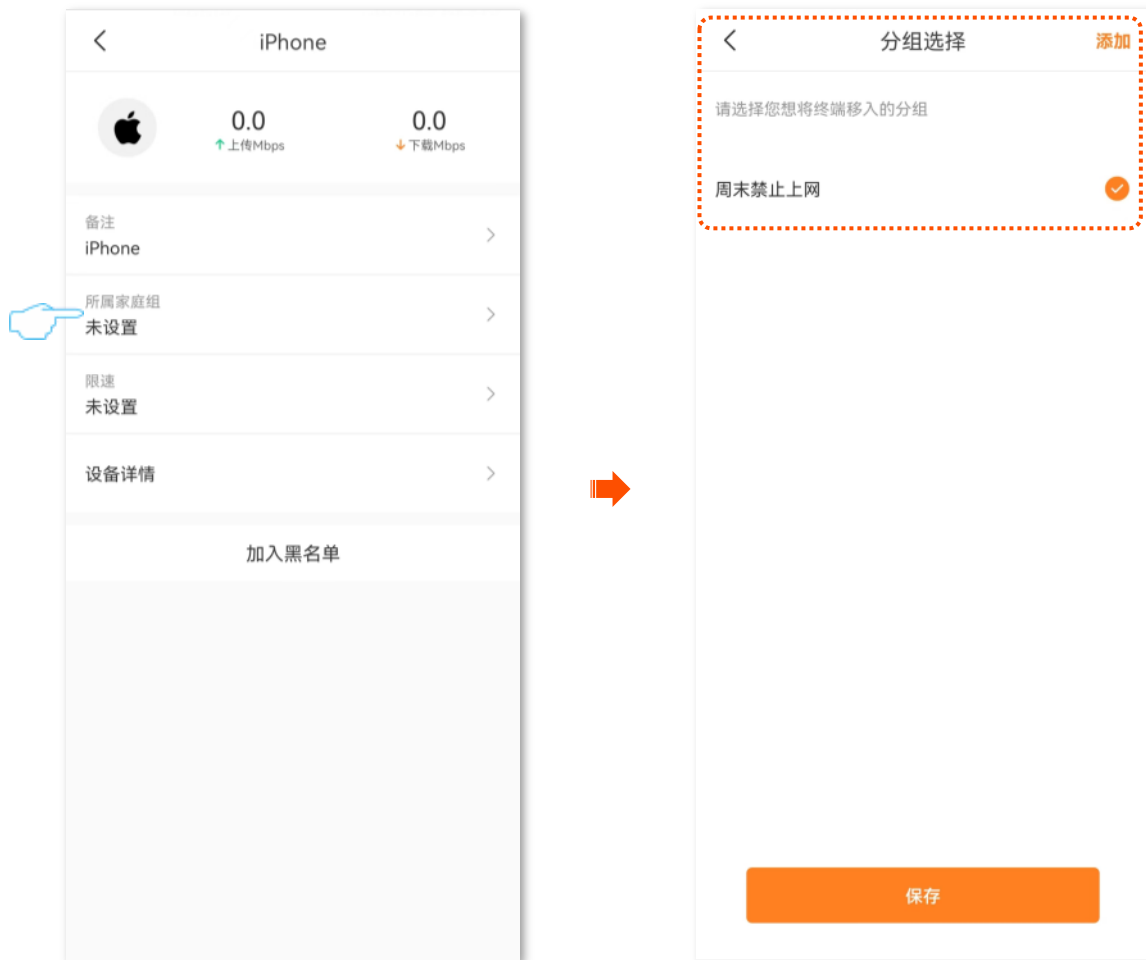 iPhone
0.0
0.0
上传Mbps
下载Mbps
备注
iPhone
所属家庭组
未设置
限速
未设置
设备详情
加入黑名单
分组选择
添加
请选择您想将终端移入的分组
周末禁止上网
保存